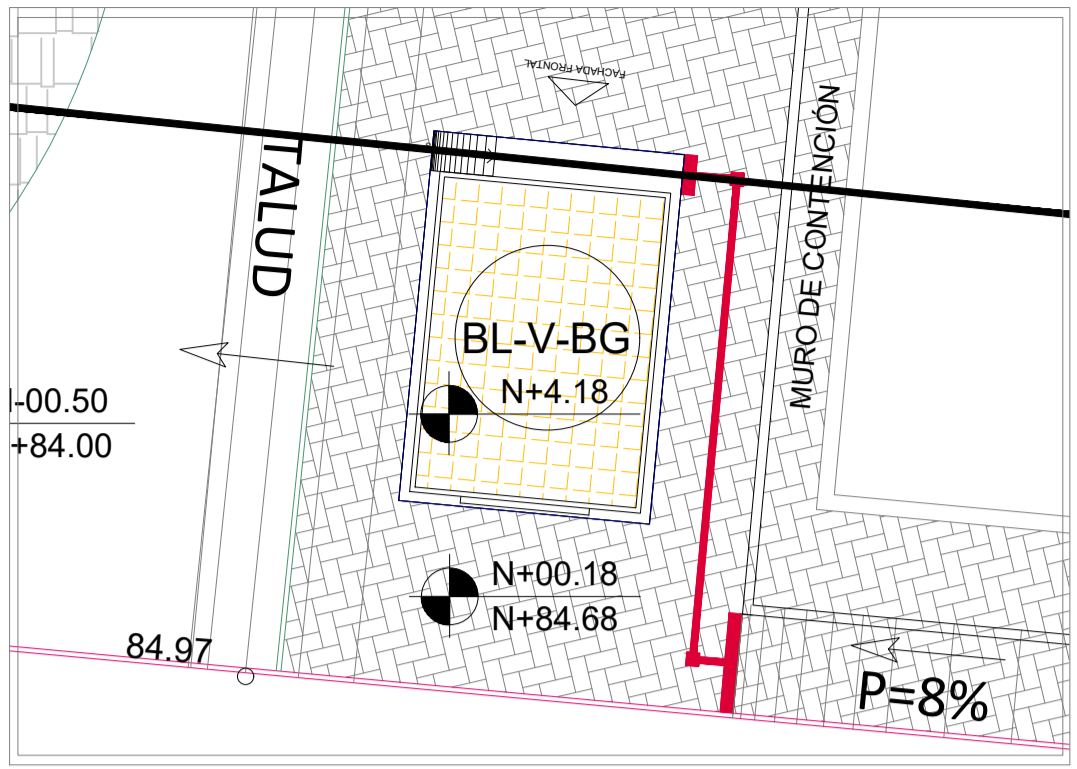 FACHADA FRONTAL
TALUD
MURO DE CONTENCIÓN
BL-V-BG
N+4.18
-00.50
+84.00
N+00.18
N+84.68
84.97
P=8%